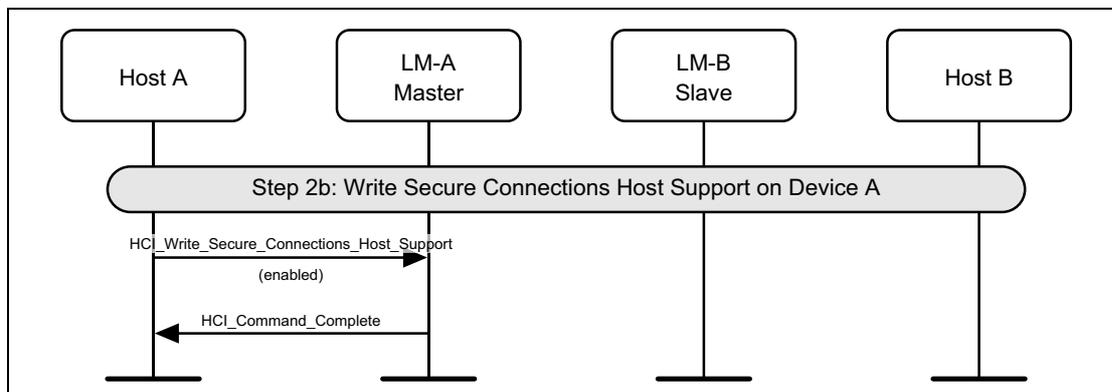 Host A
LM-A
Master
LM-B
Slave
Host B
Step 2b: Write Secure Connections Host Support on Device A
HCI_Write_Secure_Connections_Host_Support
(enabled)
HCI_Command_Complete